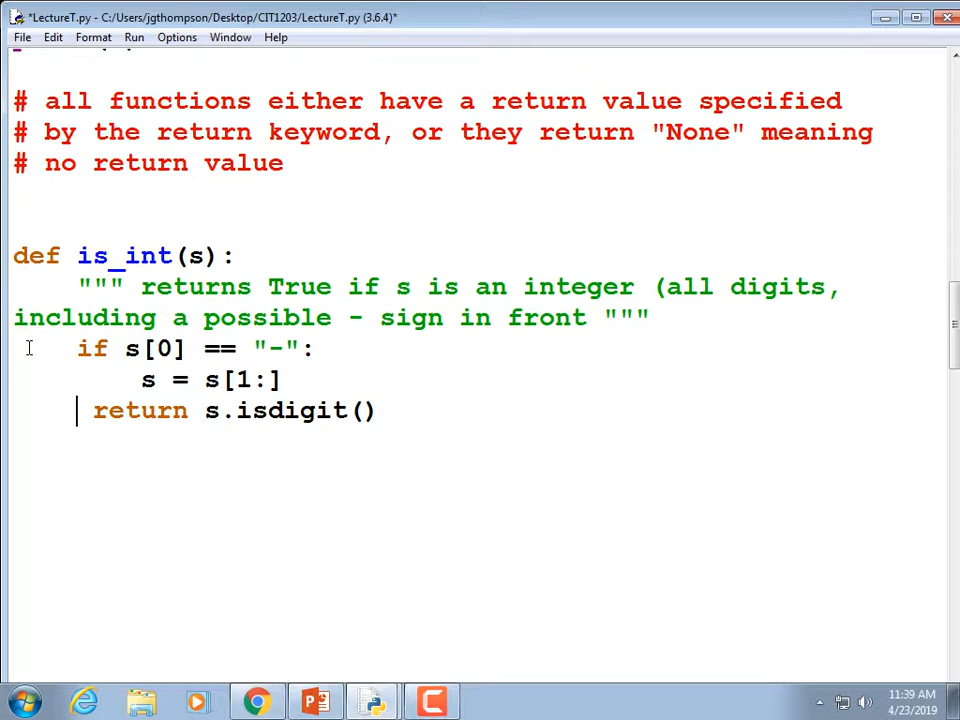 *LectureT.py - C:/Users/jgthompson/Desktop/CIT1203/LectureT.py (3.6.4)*
File Edit Format Run Options Window Help
# all functions either have a return value specified
# by the return keyword, or they return "None" meaning
# no return value
def is_int(s):
    """ returns True if s is an integer (all digits,
including a possible - sign in front """
    if s[0] == "-":
        s = s[1:]
     return s.isdigit()
11:39 AM
4/23/2019